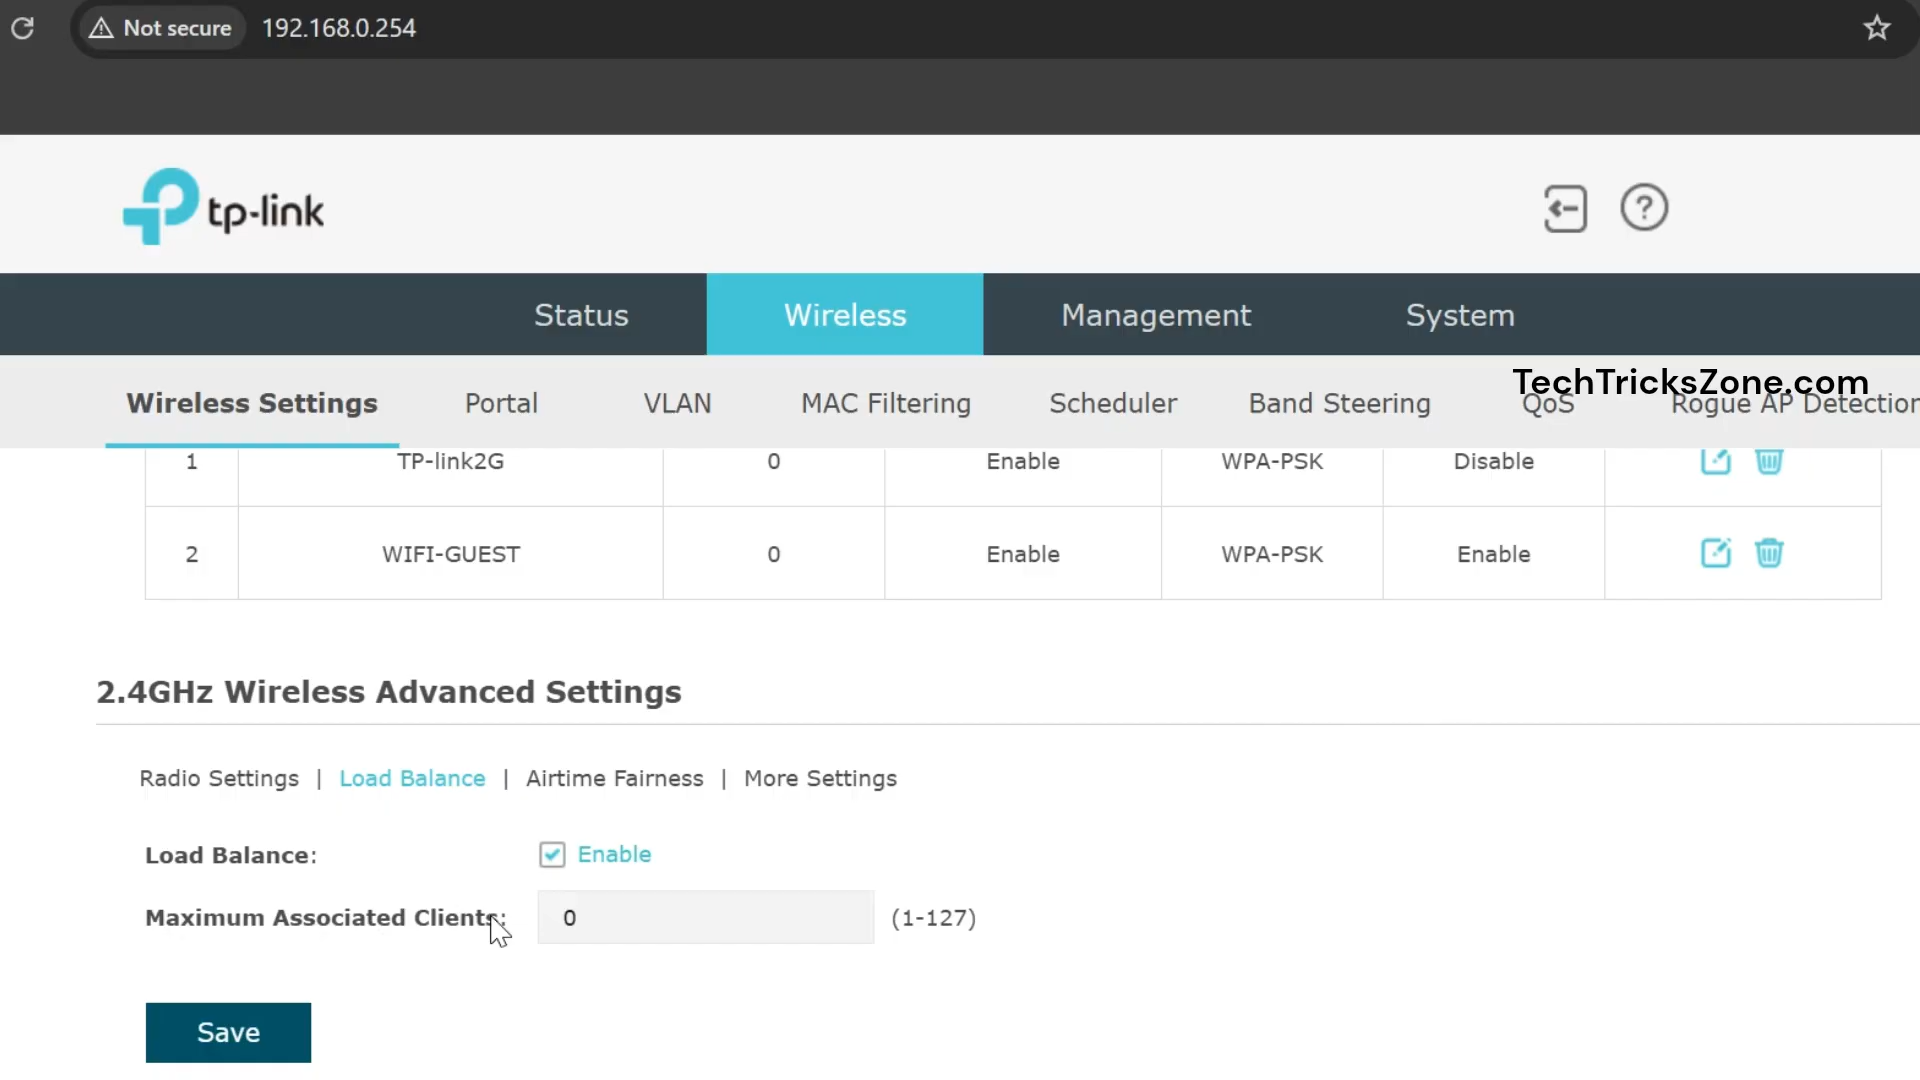 Not secure 192.168.0.254
tp-link
Status Wireless Management System
TechTricksZone.com
Wireless Settings Portal VLAN MAC Filtering Scheduler Band Steering QoS Rogue AP Detection
1 TP-link2G 0 Enable WPA-PSK Disable
2 WIFI-GUEST 0 Enable WPA-PSK Enable
2.4GHz Wireless Advanced Settings
Radio Settings | Load Balance | Airtime Fairness | More Settings
Load Balance: Enable
Maximum Associated Clients: 0 (1-127)
Save